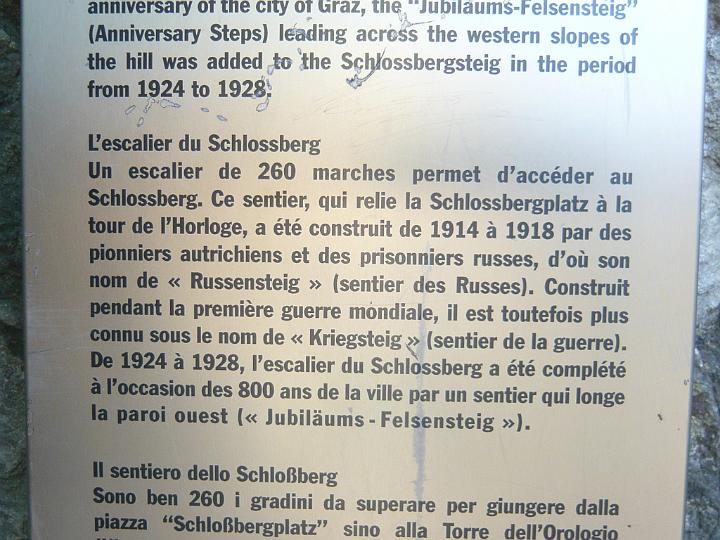 anniversary of the city of Graz, the "Jubiläums-Felsensteig"
(Anniversary Steps) leading across the western slopes of
the hill was added to the Schlossbergsteig in the period
from 1924 to 1928.
L'escalier du Schlossberg
Un escalier de 260 marches permet d'accéder au
Schlossberg. Ce sentier, qui relie la Schlossbergplatz à la
tour de l'Horloge, a été construit de 1914 à 1918 par des
pionniers autrichiens et des prisonniers russes, d'où son
nom de « Russensteig » (sentier des Russes). Construit
pendant la première guerre mondiale, il est toutefois plus
connu sous le nom de « Kriegsteig » (sentier de la guerre).
De 1924 à 1928, l'escalier du Schlossberg a été complété
à l'occasion des 800 ans de la ville par un sentier qui longe
la paroi ouest (« Jubiläums - Felsensteig »).
Il sentiero dello Schloßberg
Sono ben 260 i gradini da superare per giungere dalla
piazza "Schloßbergplatz" sino alla Torre dell'Orologio